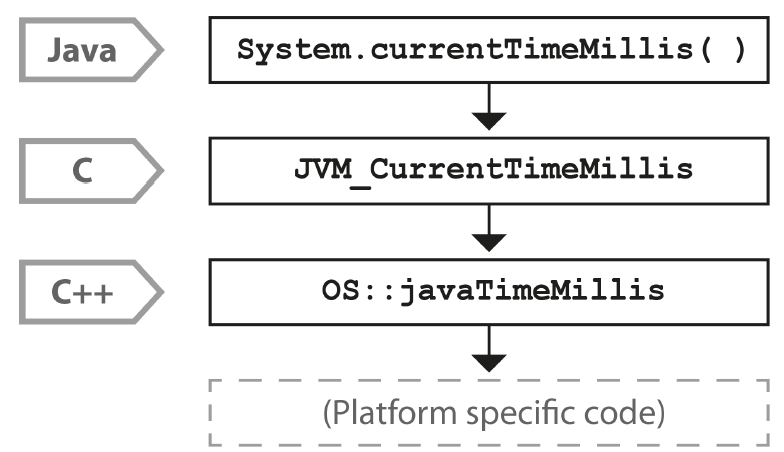 Java
System.currentTimeMillis( )
C
JVM_CurrentTimeMillis
C++
OS::javaTimeMillis
(Platform specific code)